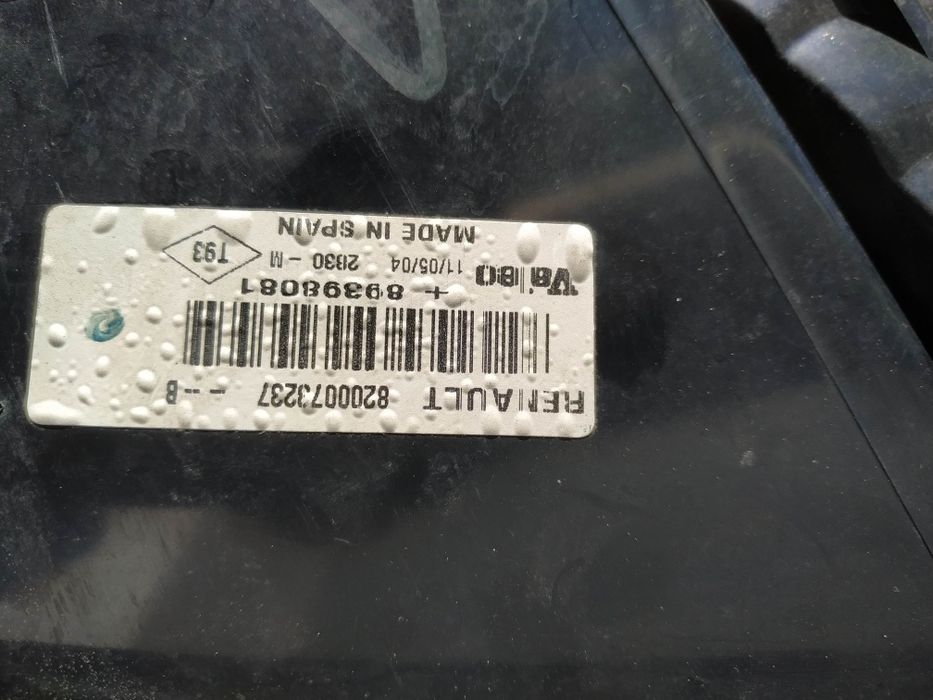 RENAULT 8200073237 ---B
+ 89398081
Valeo 11/05/04 2830 - M T93
MADE IN SPAIN